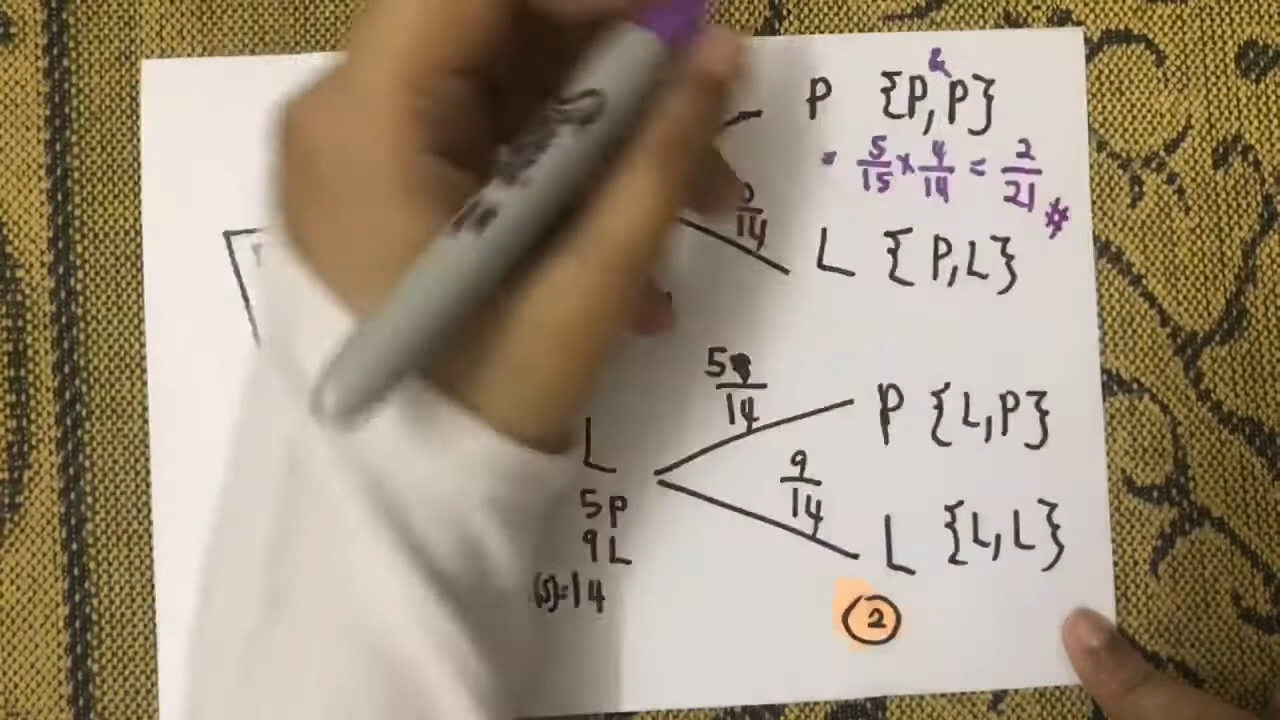 P {P,P}
&
= 5/15 x 4/14 = 2/21 #
/14
L { P,L}
5/14
P {L,P}
L
5P
9L
(S)=14
9/14
L {L,L}
2